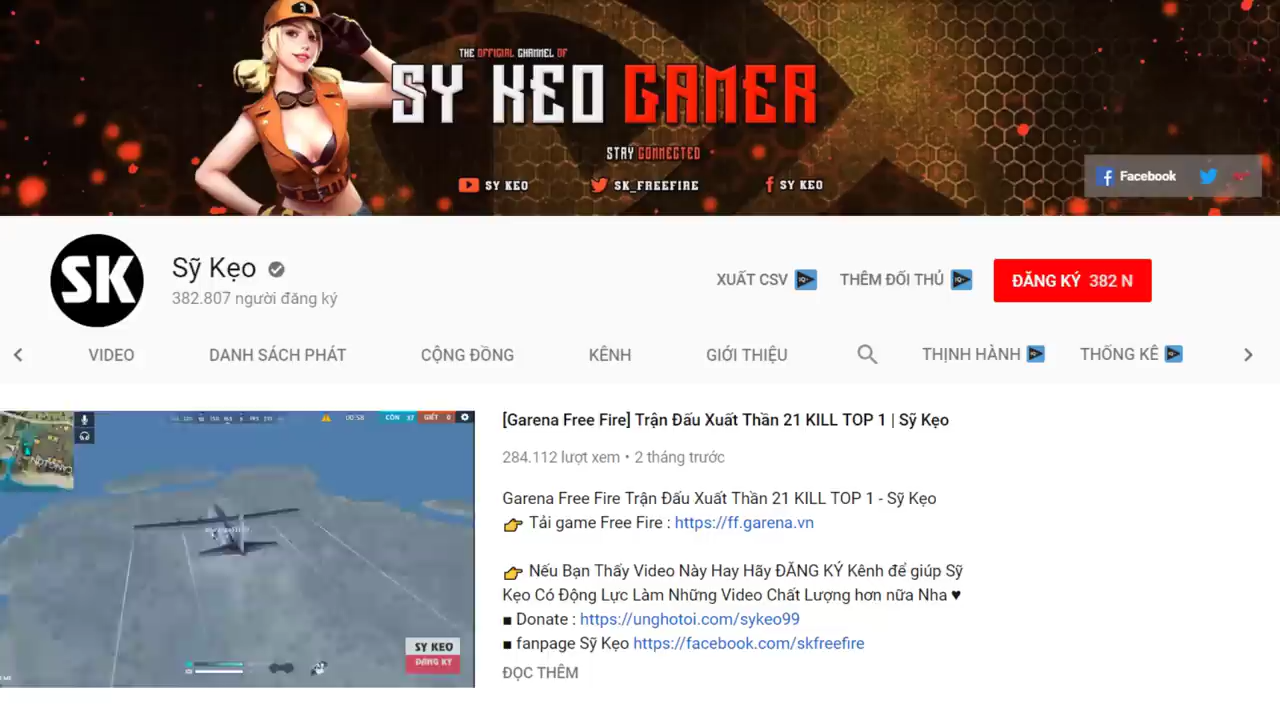 THE OFFICIAL CHANNEL OF
SY KEO GAMER
STAY CONNECTED
SY KEO
SK_FREEFIRE
SY KEO
Facebook
SK
Sỹ Kẹo
382.807 người đăng ký
XUẤT CSV
THÊM ĐỐI THỦ
ĐĂNG KÝ 382 N
VIDEO
DANH SÁCH PHÁT
CỘNG ĐỒNG
KÊNH
GIỚI THIỆU
THỊNH HÀNH
THỐNG KÊ
CÒN 37
GIẾT 0
00:58
SY KEO
ĐĂNG KÝ
[Garena Free Fire] Trận Đấu Xuất Thần 21 KILL TOP 1 | Sỹ Kẹo
284.112 lượt xem • 2 tháng trước
Garena Free Fire Trận Đấu Xuất Thần 21 KILL TOP 1 - Sỹ Kẹo
👉 Tải game Free Fire : https://ff.garena.vn
👉 Nếu Bạn Thấy Video Này Hay Hãy ĐĂNG KÝ Kênh để giúp Sỹ
Kẹo Có Động Lực Làm Những Video Chất Lượng hơn nữa Nha ♥
■ Donate : https://unghotoi.com/sykeo99
■ fanpage Sỹ Kẹo https://facebook.com/skfreefire
ĐỌC THÊM